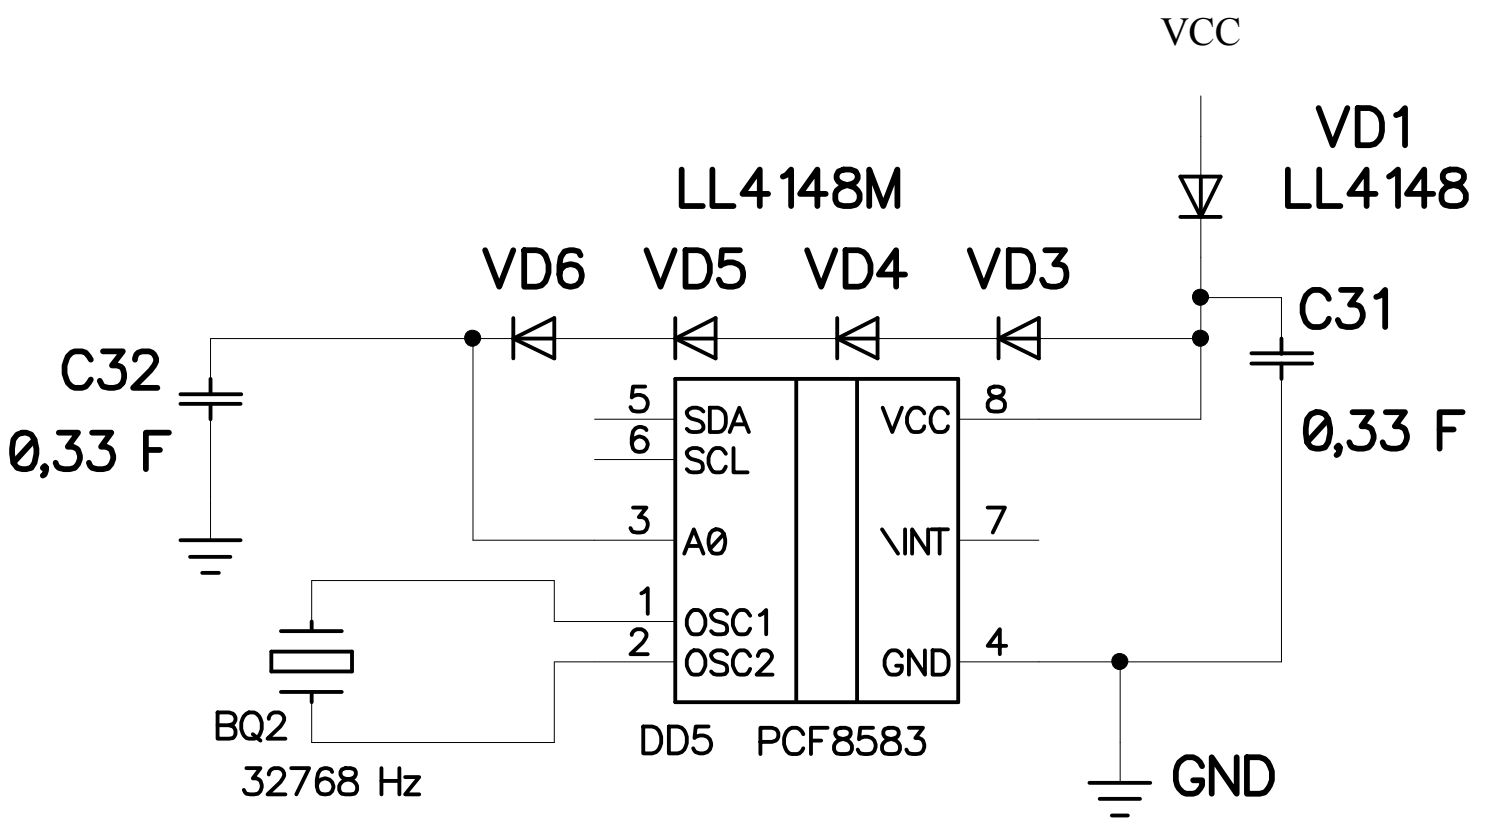 VCC
VD1
LL4148
LL4148M
VD6 VD5 VD4 VD3
C31
C32
0,33 F
0,33 F
5 SDA
6 SCL
3 A0
1 OSC1
2 OSC2
VCC 8
\INT 7
GND 4
BQ2
32768 Hz
DD5 PCF8583
GND